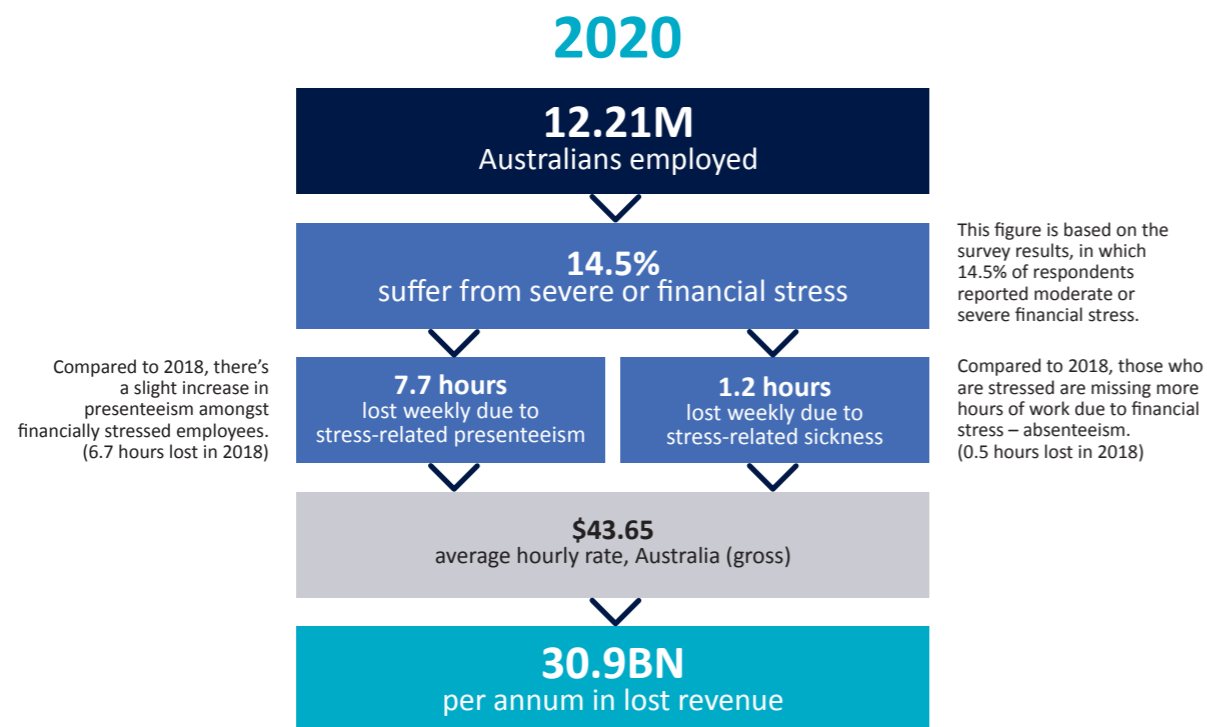 2020
12.21M
Australians employed
14.5%
suffer from severe or financial stress
This figure is based on the
survey results, in which
14.5% of respondents
reported moderate or
severe financial stress.
Compared to 2018, there's
a slight increase in
presenteeism amongst
financially stressed employees.
(6.7 hours lost in 2018)
7.7 hours
lost weekly due to
stress-related presenteeism
1.2 hours
lost weekly due to
stress-related sickness
Compared to 2018, those who
are stressed are missing more
hours of work due to financial
stress – absenteeism.
(0.5 hours lost in 2018)
$43.65
average hourly rate, Australia (gross)
30.9BN
per annum in lost revenue